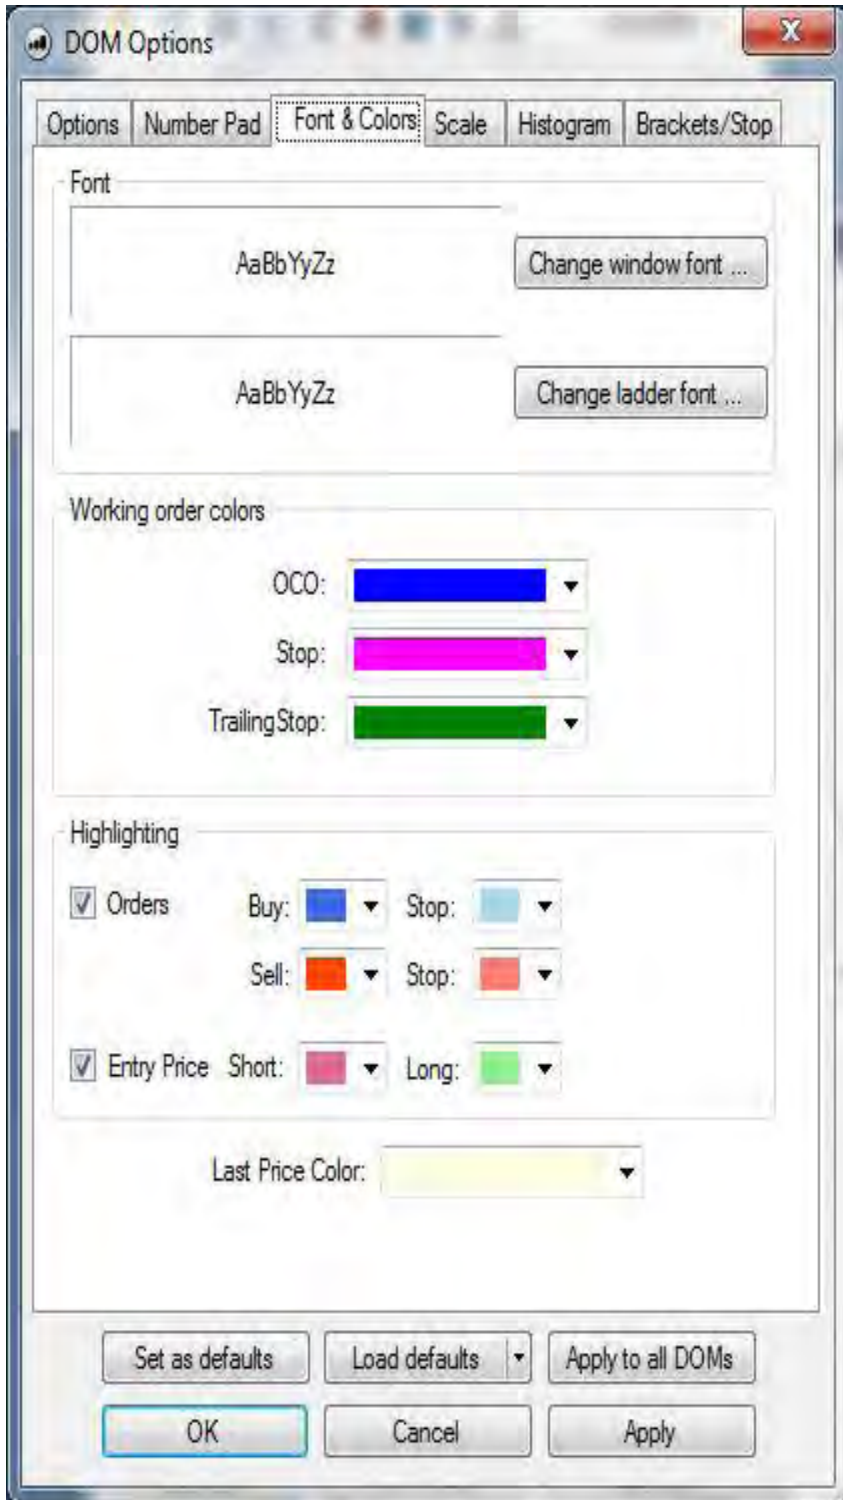 DOM Options
X
Options Number Pad Font & Colors Scale Histogram Brackets/Stop
Font
AaBbYyZz Change window font ...
AaBbYyZz Change ladder font ...
Working order colors
OCO:
Stop:
TrailingStop:
Highlighting
Orders Buy: Stop:
Sell: Stop:
Entry Price Short: Long:
Last Price Color:
Set as defaults Load defaults Apply to all DOMs
OK Cancel Apply